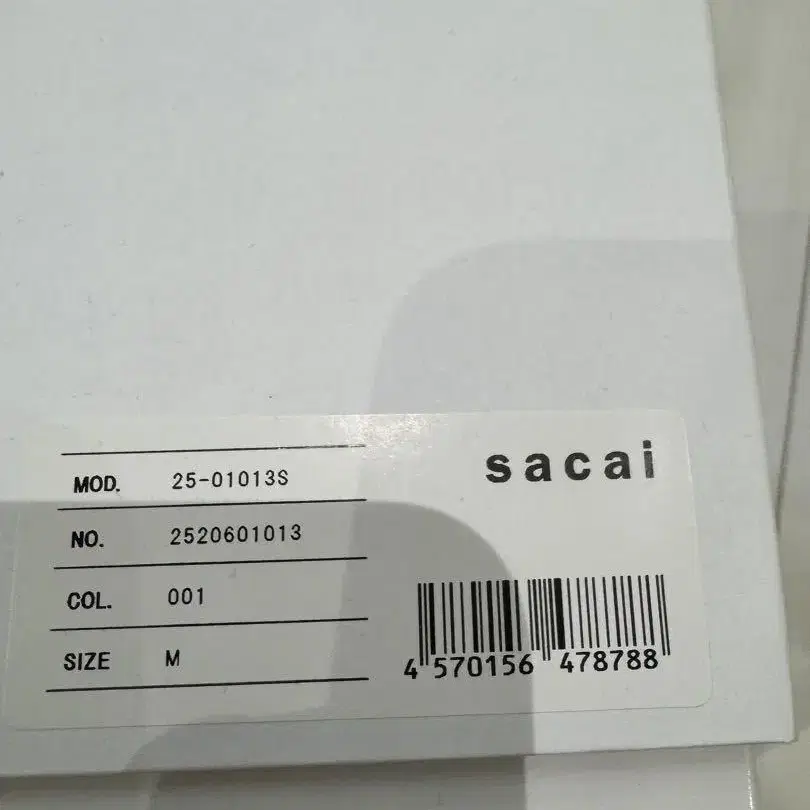 sacai
MOD. 25-01013S
NO. 2520601013
COL. 001
SIZE M
4 570156 478788